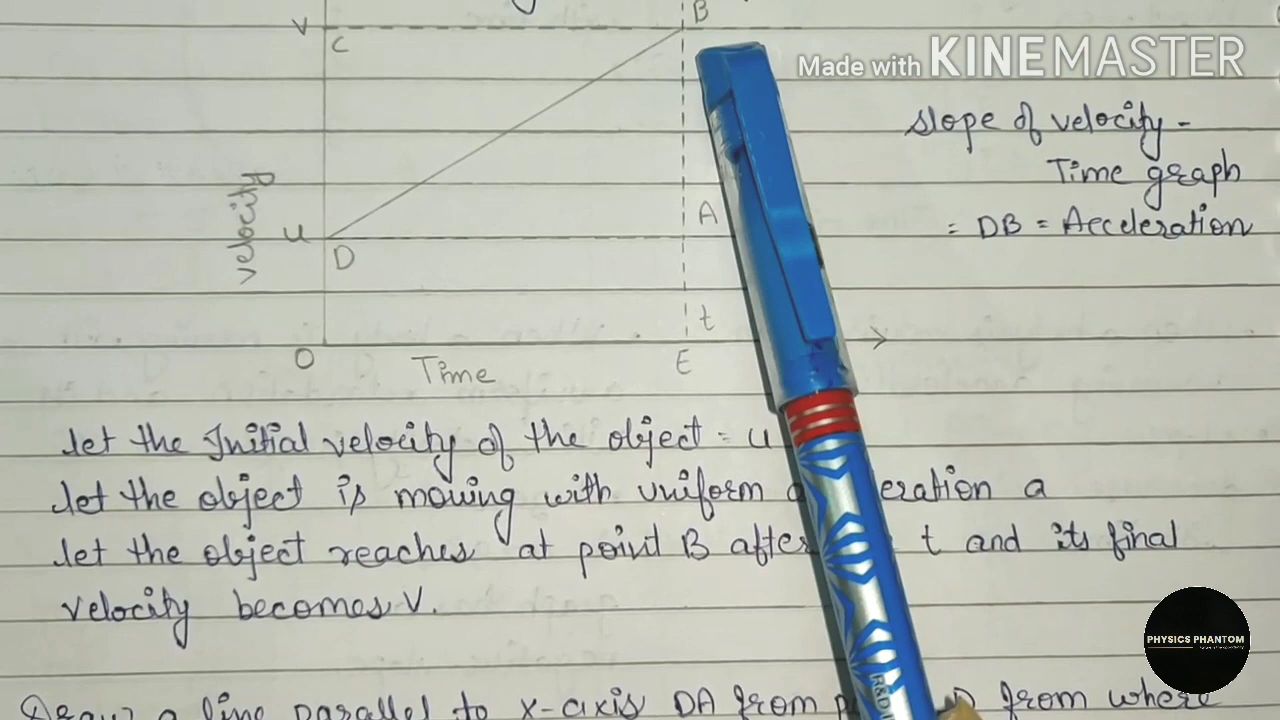 V
C
B
Made with KINEMASTER
slope of velocity -
Time graph
= DB = Acceleration
velocity
u
D
A
t
O
Time
E
let the Initial velocity of the object = u
let the object is moving with uniform eration a
let the object reaches at point B after t and its final
velocity becomes V.
PHYSICS PHANTOM
R&D
Draw a line parallel to x-axis DA from D from where